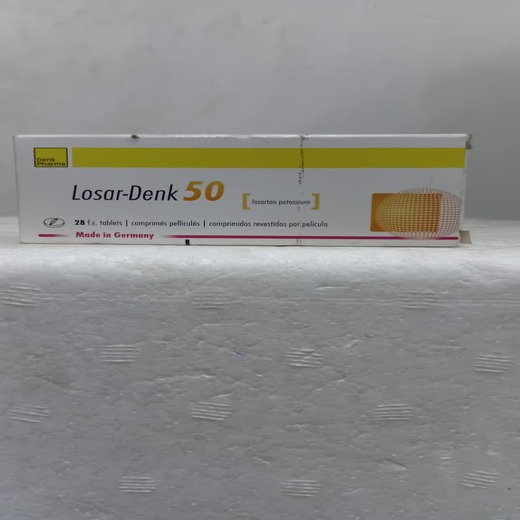 Denk
Pharma
Losar-Denk 50
[losartan potassium]
28 f.c. tablets | comprimés pelliculés | comprimidos revestidos por película
Made in Germany